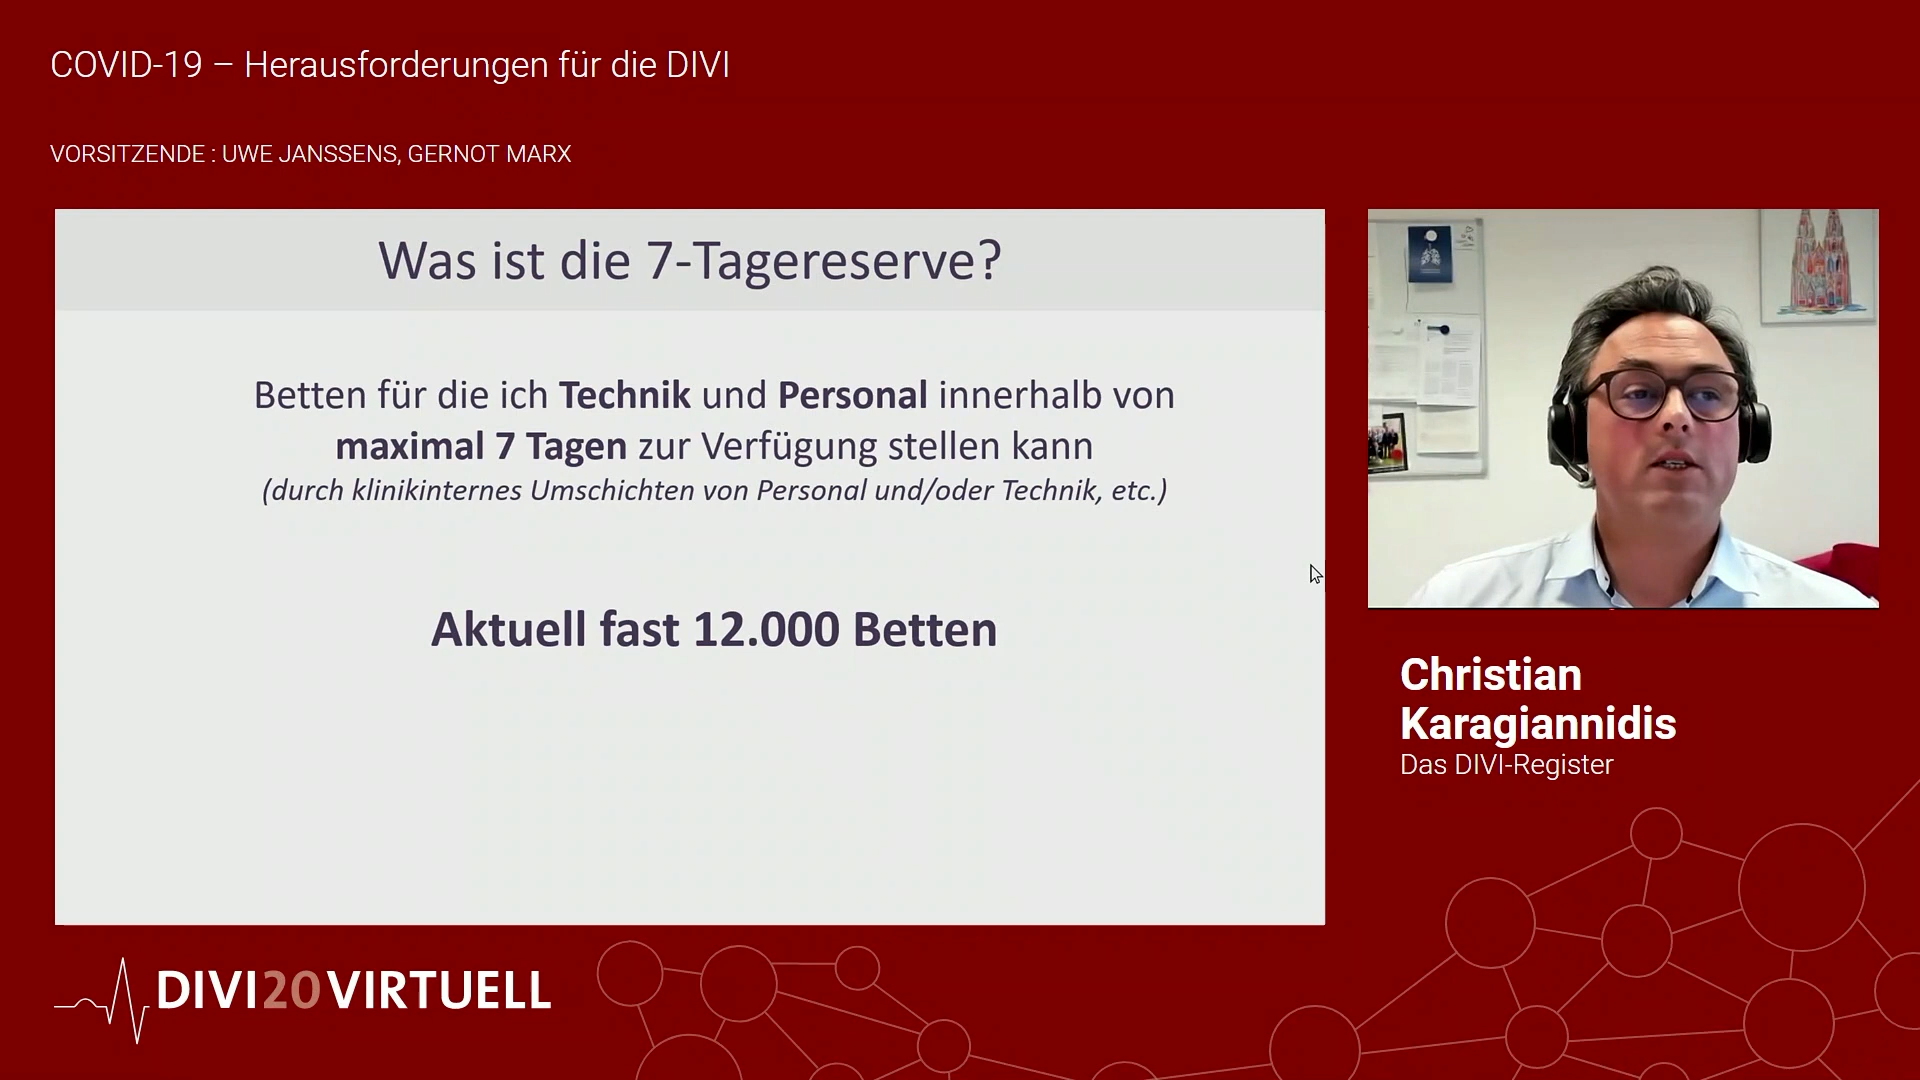 COVID-19 – Herausforderungen für die DIVI
VORSITZENDE : UWE JANSSENS, GERNOT MARX
Was ist die 7-Tagereserve?
Betten für die ich Technik und Personal innerhalb von
maximal 7 Tagen zur Verfügung stellen kann
(durch klinikinternes Umschichten von Personal und/oder Technik, etc.)
Aktuell fast 12.000 Betten
Christian
Karagiannidis
Das DIVI-Register
DIVI20VIRTUELL